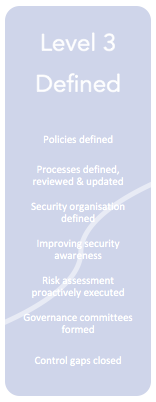 Level 3
Defined
Policies defined
Processes defined,
reviewed & updated
Security organisation
defined
Improving security
awareness
Risk assessment
proactively executed
Governance committees
formed
Control gaps closed